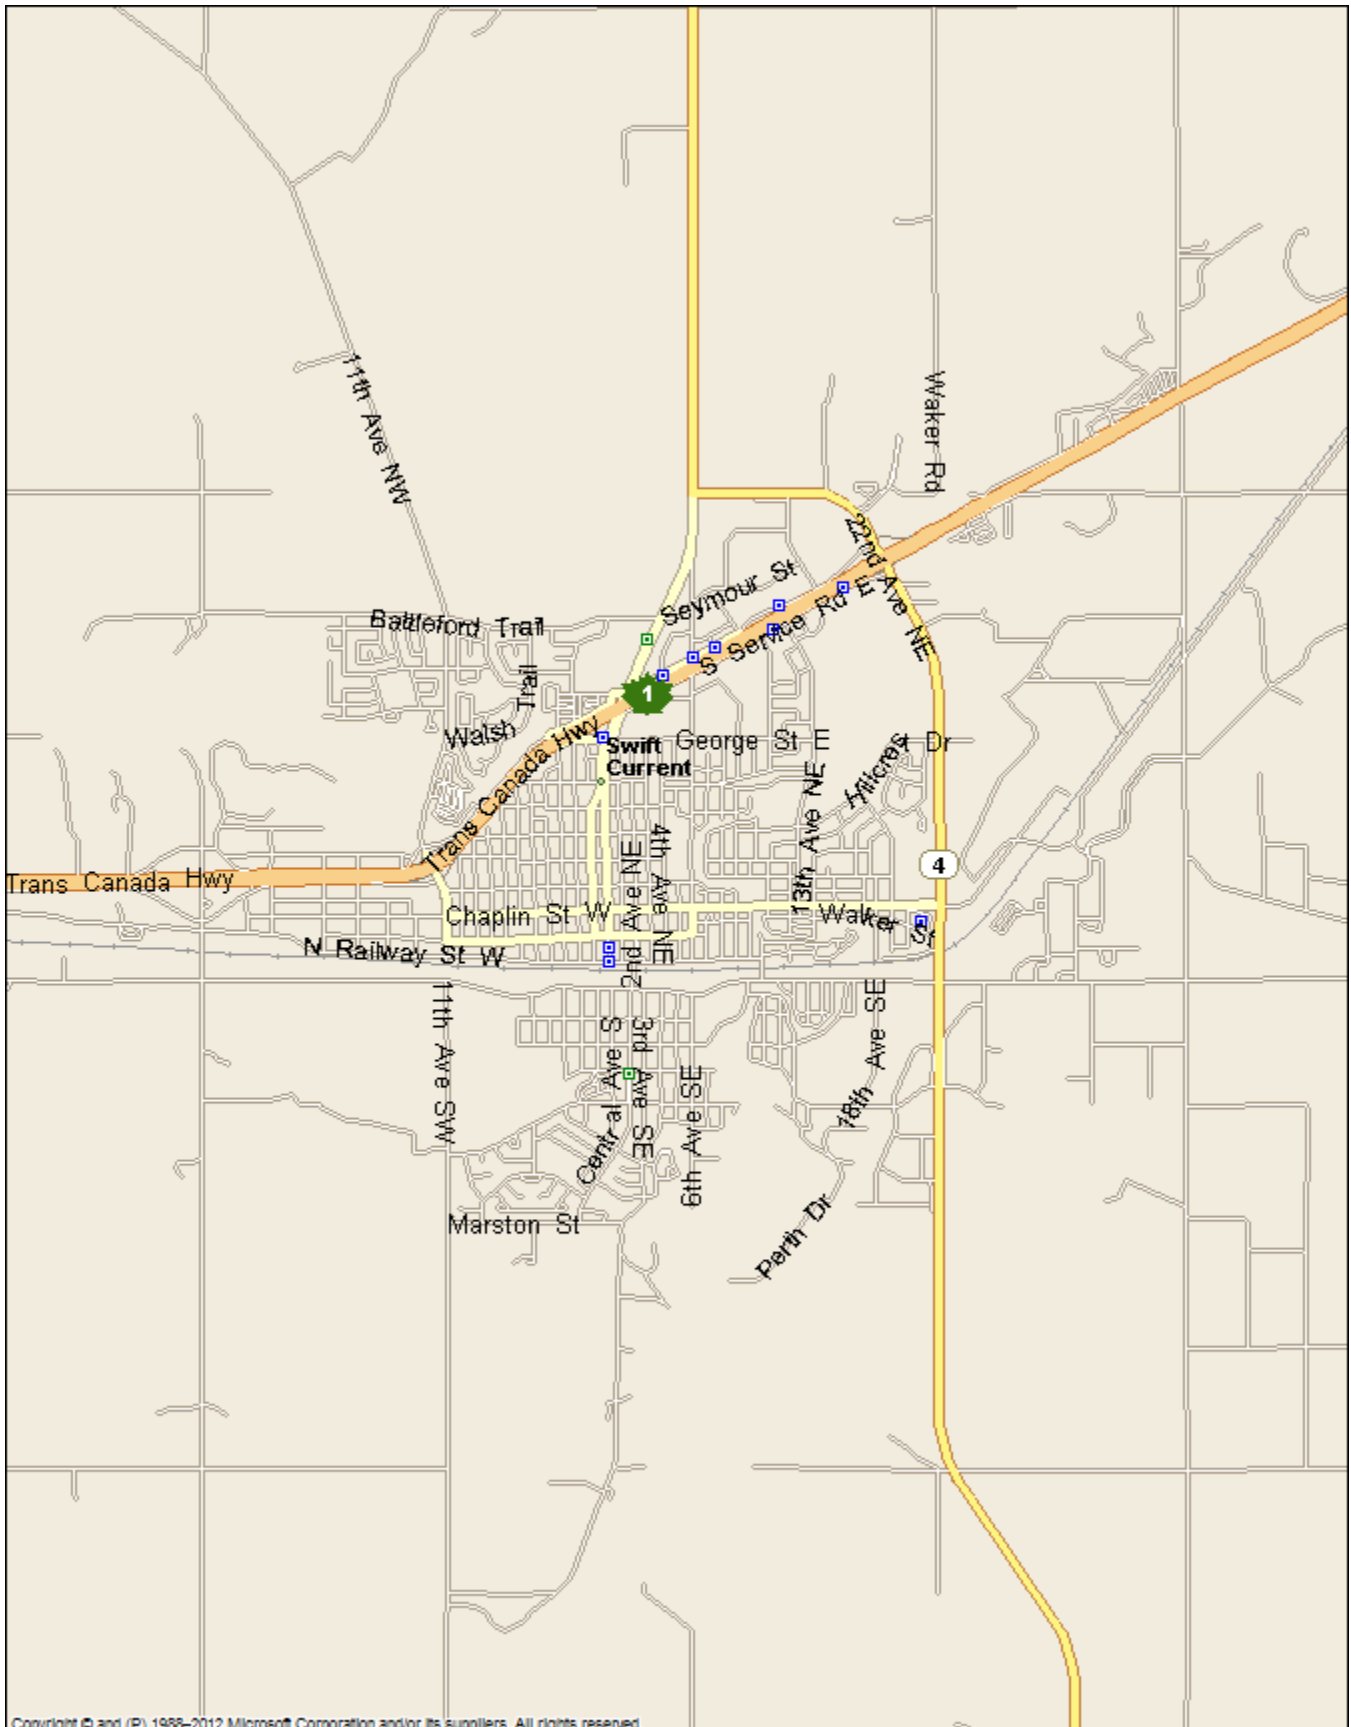 11th Ave NW
Waker Rd
22nd Ave NE
Seymour St
Battleford Trail
S Service Rd E
Trail
1
Walsh
Trans Canada Hwy
Swift
Current
George St E
Hillcrest Dr
13th Ave NE
4th Ave NE
2nd Ave NE
4
Trans Canada Hwy
Chaplin St W
Walker St
N Railway St W
11th Ave SW
Central Ave S
3rd Ave SE
6th Ave SE
18th Ave SE
Marston St
Perth Dr
Copyright © and (P) 1988–2012 Microsoft Corporation and/or its suppliers. All rights reserved.